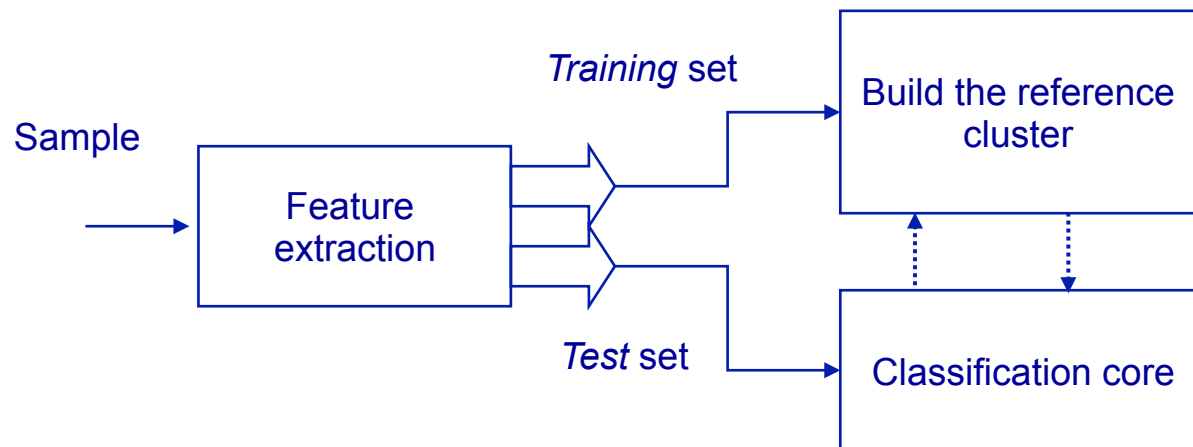 Sample
Feature
extraction
Training set
Test set
Build the reference
cluster
Classification core